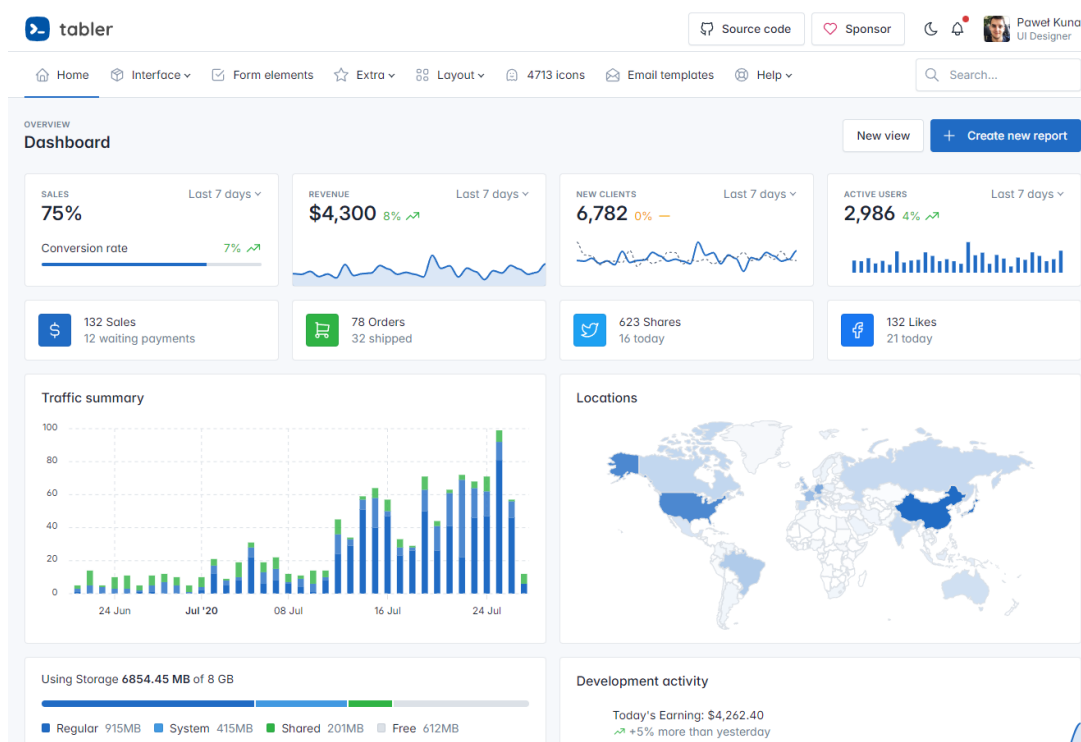 tabler
Source code
Sponsor
Paweł Kuna
UI Designer
Home
Interface
Form elements
Extra
Layout
4713 icons
Email templates
Help
Search...
OVERVIEW
Dashboard
New view
Create new report
SALES
Last 7 days
75%
Conversion rate
7%
REVENUE
Last 7 days
$4,300 8%
NEW CLIENTS
Last 7 days
6,782 0%
ACTIVE USERS
Last 7 days
2,986 4%
132 Sales
12 waiting payments
78 Orders
32 shipped
623 Shares
16 today
132 Likes
21 today
Traffic summary
100
80
60
40
20
0
24 Jun
Jul '20
08 Jul
16 Jul
24 Jul
Locations
Using Storage 6854.45 MB of 8 GB
Regular 915MB
System 415MB
Shared 201MB
Free 612MB
Development activity
Today's Earning: $4,262.40
+5% more than yesterday